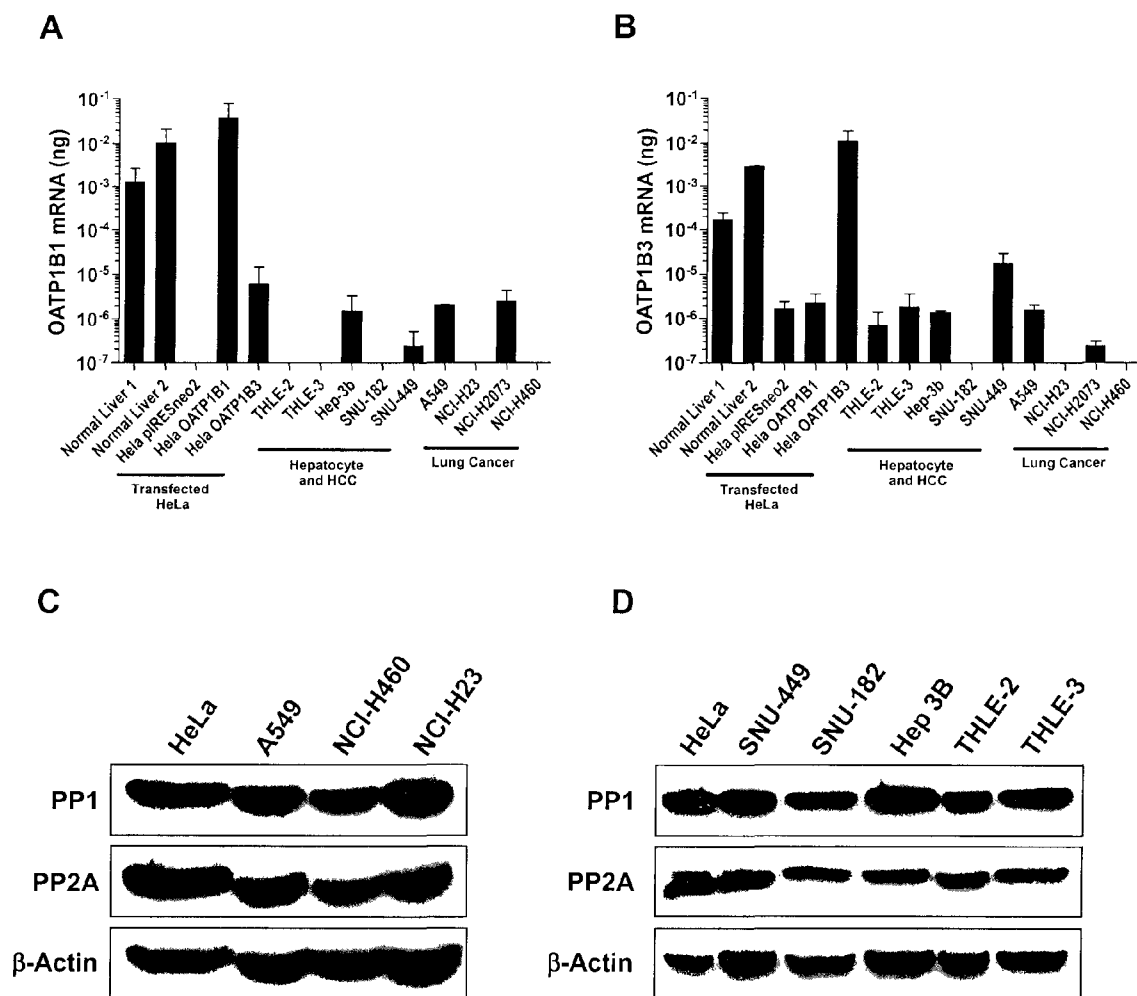 A
B
OATP1B1 mRNA (ng)
10-1
10-2
10-3
10-4
10-5
10-6
10-7
Normal Liver 1
Normal Liver 2
Hela pIRESneo2
Hela OATP1B1
Hela OATP1B3
THLE-2
THLE-3
Hep-3b
SNU-182
SNU-449
A549
NCI-H23
NCI-H2073
NCI-H460
Transfected
HeLa
Hepatocyte
and HCC
Lung Cancer
OATP1B3 mRNA (ng)
10-1
10-2
10-3
10-4
10-5
10-6
10-7
Normal Liver 1
Normal Liver 2
Hela pIRESneo2
Hela OATP1B1
Hela OATP1B3
THLE-2
THLE-3
Hep-3b
SNU-182
SNU-449
A549
NCI-H23
NCI-H2073
NCI-H460
Transfected
HeLa
Hepatocyte
and HCC
Lung Cancer
C
D
HeLa
A549
NCI-H460
NCI-H23
PP1
PP2A
β-Actin
HeLa
SNU-449
SNU-182
Hep 3B
THLE-2
THLE-3
PP1
PP2A
β-Actin